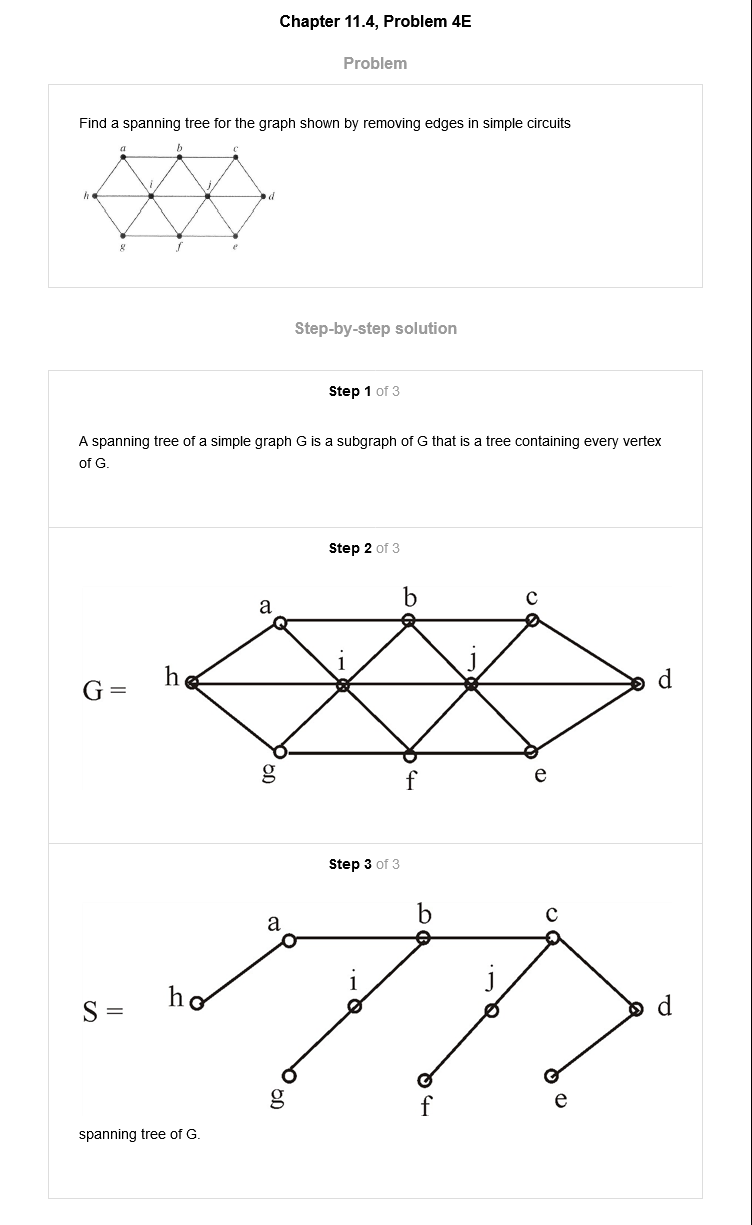 Chapter 11.4, Problem 4E
Problem
Find a spanning tree for the graph shown by removing edges in simple circuits
a b c
i j
h d
g f e
Step-by-step solution
Step 1 of 3
A spanning tree of a simple graph G is a subgraph of G that is a tree containing every vertex
of G.
Step 2 of 3
a b c
i j
G = h d
g f e
Step 3 of 3
a b c
i j
S = h d
g f e
spanning tree of G.